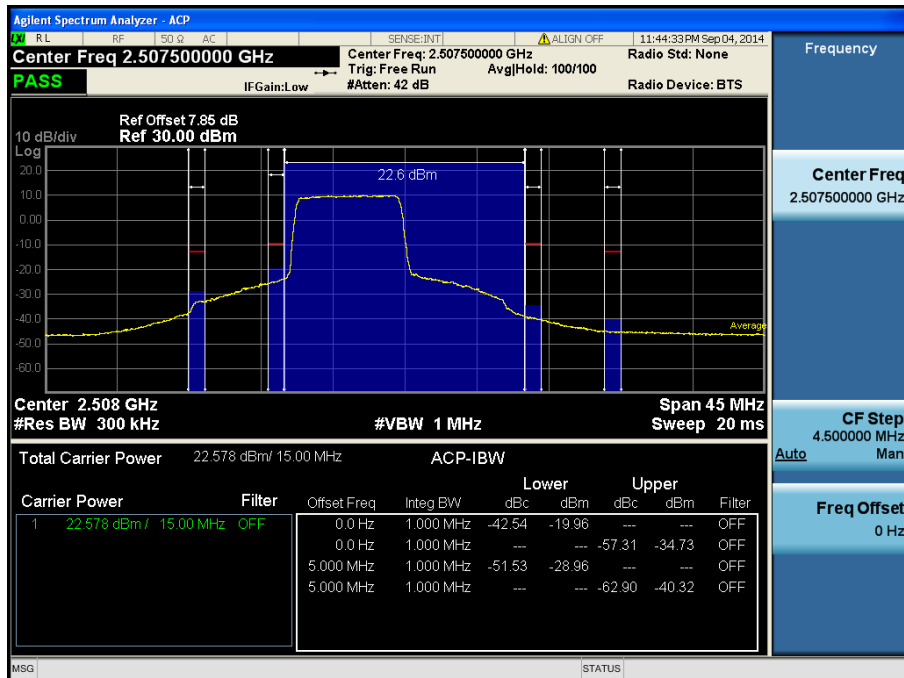 Agilent Spectrum Analyzer - ACP
LXI RL RF 50 Ω AC SENSE:INT ALIGN OFF 11:44:33 PM Sep 04, 2014
Center Freq 2.507500000 GHz
PASS
IFGain:Low
Center Freq: 2.507500000 GHz
Trig: Free Run Avg|Hold: 100/100
#Atten: 42 dB
Radio Std: None
Radio Device: BTS
Ref Offset 7.85 dB
10 dB/div Ref 30.00 dBm
Log
20.0
10.0
0.00
-10.0
-20.0
-30.0
-40.0
-50.0
-60.0
22.6 dBm
Average
Center 2.508 GHz Span 45 MHz
#Res BW 300 kHz #VBW 1 MHz Sweep 20 ms
Total Carrier Power 22.578 dBm/ 15.00 MHz ACP-IBW
Carrier Power Filter
1 22.578 dBm / 15.00 MHz OFF
Lower Upper
Offset Freq Integ BW dBc dBm dBc dBm Filter
0.0 Hz 1.000 MHz -42.54 -19.96 --- --- OFF
0.0 Hz 1.000 MHz --- --- -57.31 -34.73 OFF
5.000 MHz 1.000 MHz -51.53 -28.96 --- --- OFF
5.000 MHz 1.000 MHz --- --- -62.90 -40.32 OFF
MSG STATUS
Frequency
Center Freq
2.507500000 GHz
CF Step
4.500000 MHz
Auto Man
Freq Offset
0 Hz